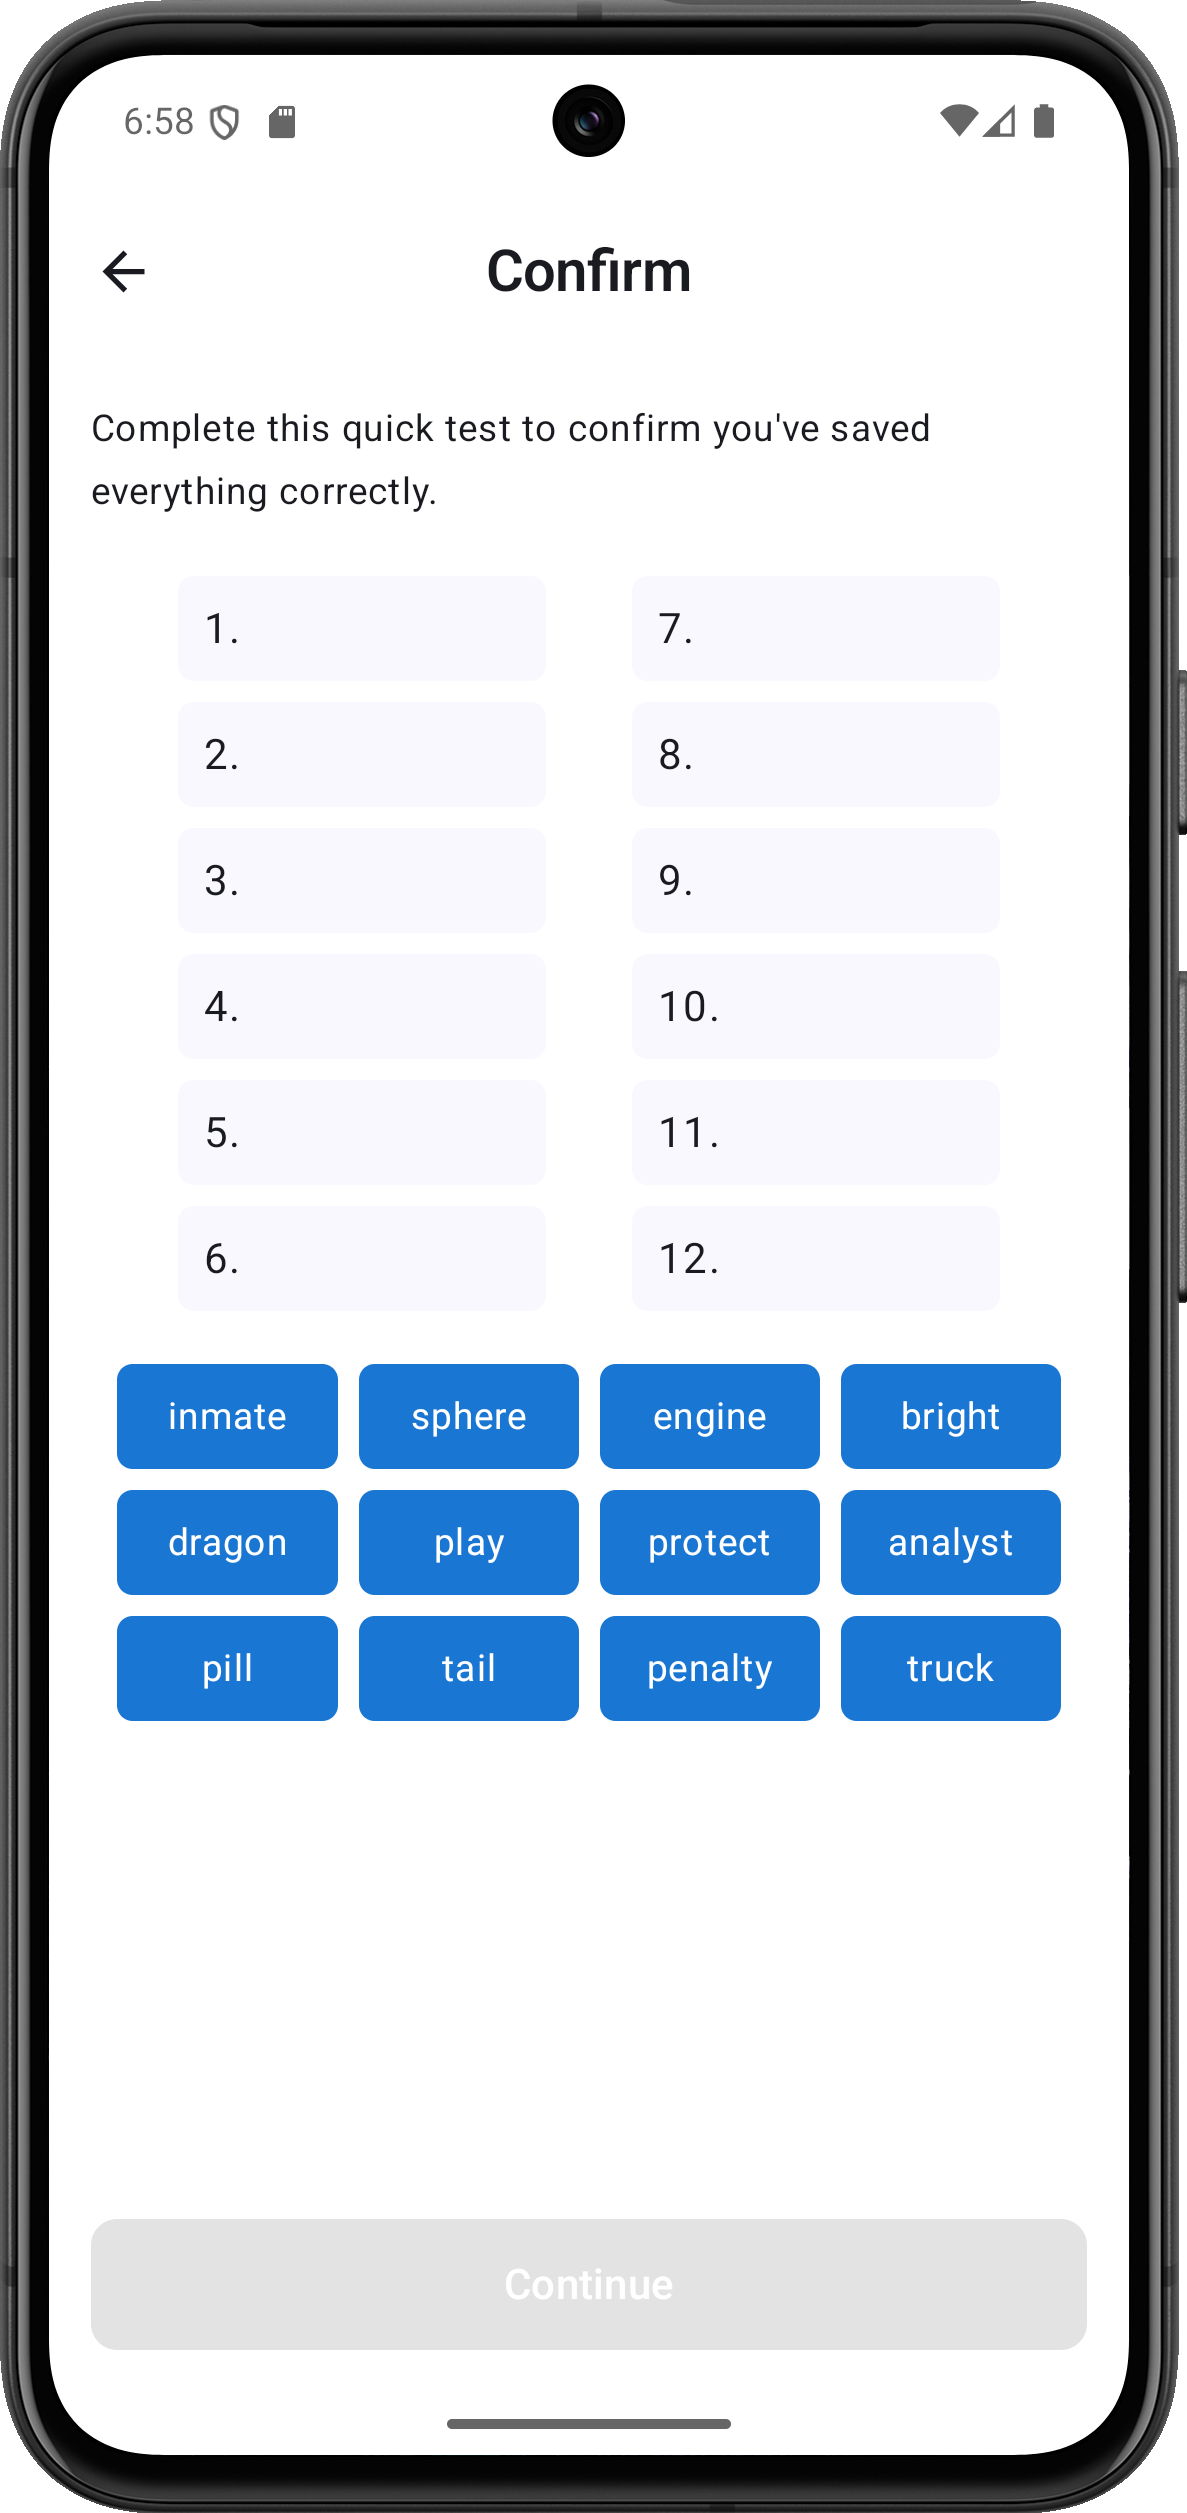 6:58
Confirm
Complete this quick test to confirm you've saved
everything correctly.
1.
7.
2.
8.
3.
9.
4.
10.
5.
11.
6.
12.
inmate sphere engine bright
dragon play protect analyst
pill tail penalty truck
Continue